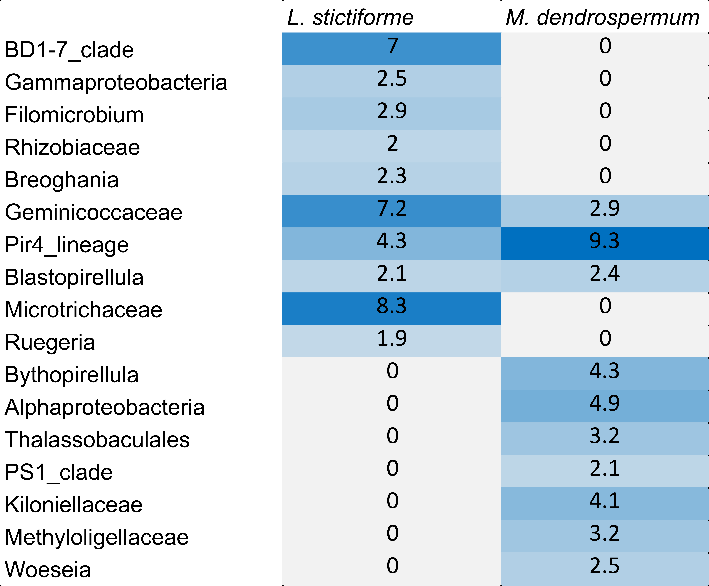 L. stictiforme M. dendrospermum
BD1-7_clade 7 0
Gammaproteobacteria 2.5 0
Filomicrobium 2.9 0
Rhizobiaceae 2 0
Breoghania 2.3 0
Geminicoccaceae 7.2 2.9
Pir4_lineage 4.3 9.3
Blastopirellula 2.1 2.4
Microtrichaceae 8.3 0
Ruegeria 1.9 0
Bythopirellula 0 4.3
Alphaproteobacteria 0 4.9
Thalassobaculales 0 3.2
PS1_clade 0 2.1
Kiloniellaceae 0 4.1
Methyloligellaceae 0 3.2
Woeseia 0 2.5